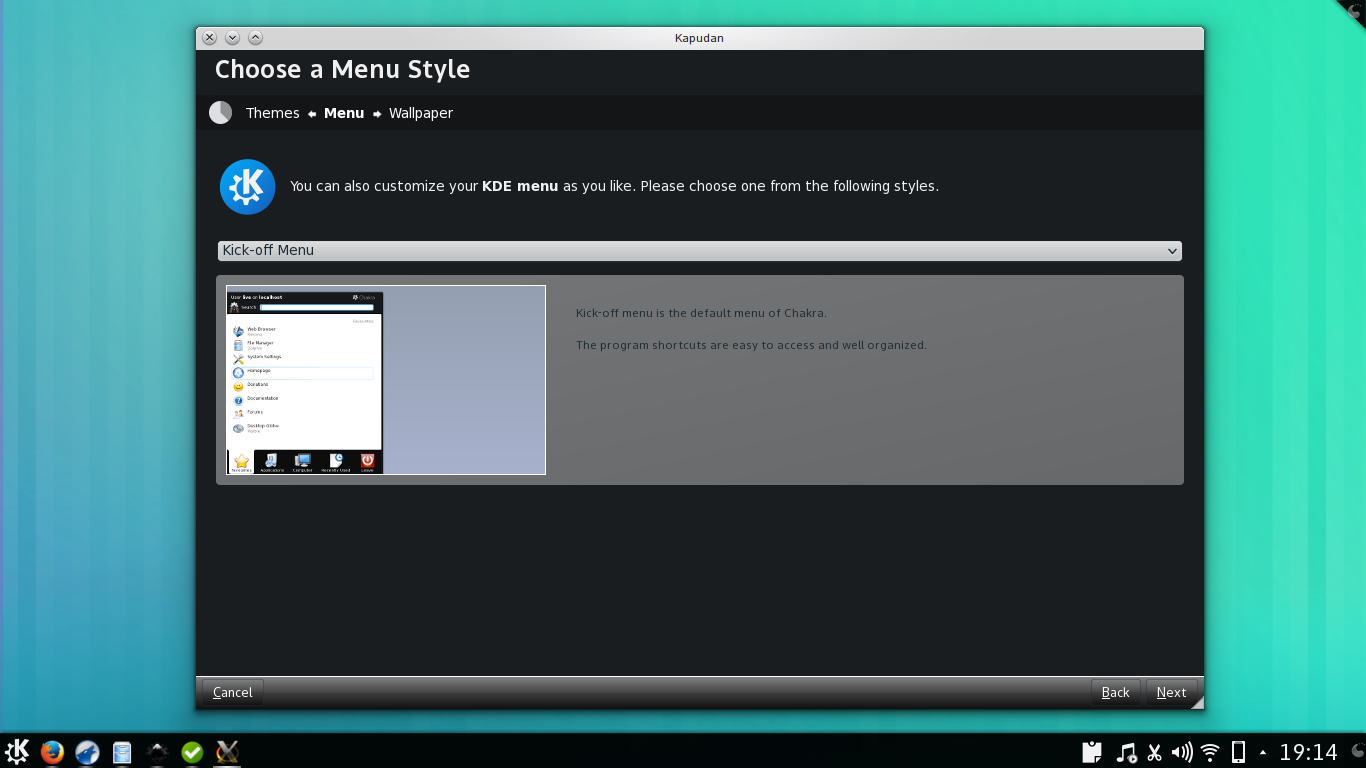 Kapudan
Choose a Menu Style
Themes Menu Wallpaper
You can also customize your KDE menu as you like. Please choose one from the following styles.
Kick-off Menu
User live on localhost
Chakra
Search
Web Browser
File Manager
Dolphin
System Settings
Homepage
Donations
Documentation
Forums
Desktop Globe
Marble
Favorites Applications Computer Recently Used Leave
Kick-off menu is the default menu of Chakra.
The program shortcuts are easy to access and well organized.
Cancel
Back
Next
19:14